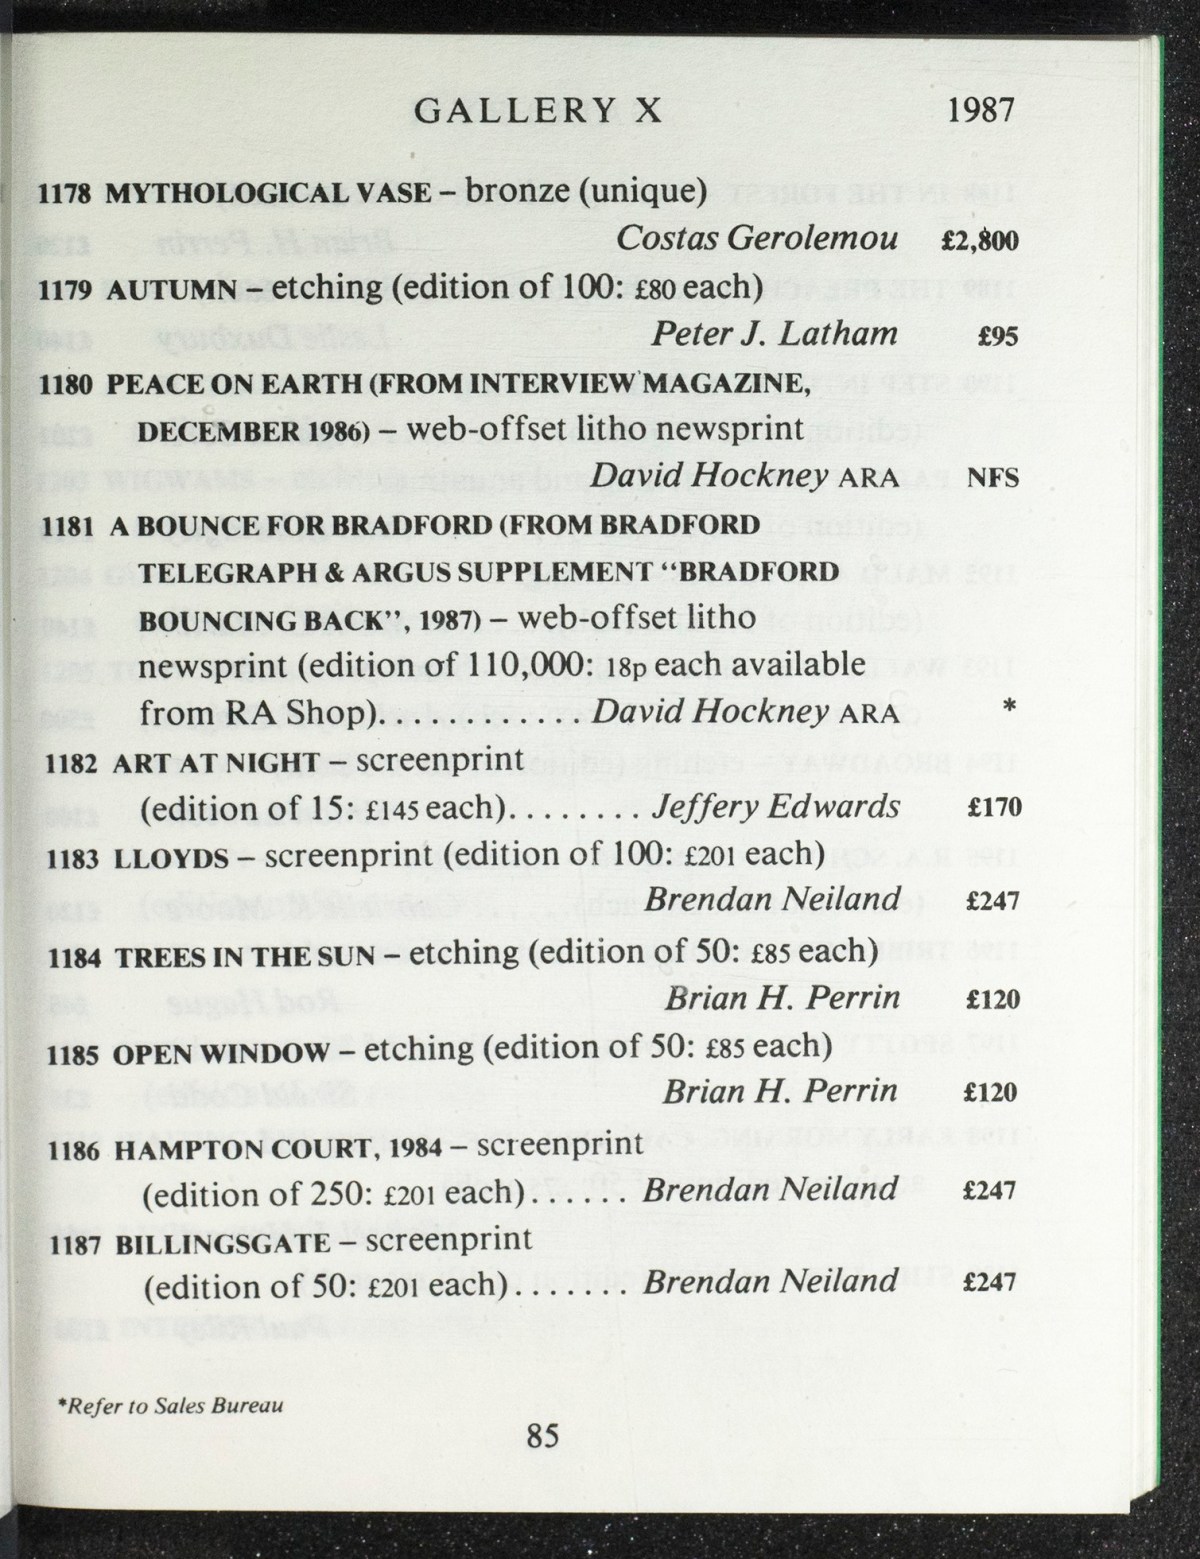 GALLERY X 1987
1178 MYTHOLOGICAL VASE – bronze (unique)
Costas Gerolemou £2,800
1179 AUTUMN – etching (edition of 100: £80 each)
Peter J. Latham £95
1180 PEACE ON EARTH (FROM INTERVIEW MAGAZINE,
DECEMBER 1986) – web-offset litho newsprint
David Hockney ARA NFS
1181 A BOUNCE FOR BRADFORD (FROM BRADFORD
TELEGRAPH & ARGUS SUPPLEMENT “BRADFORD
BOUNCING BACK”, 1987) – web-offset litho
newsprint (edition of 110,000: 18p each available
from RA Shop)............. David Hockney ARA *
1182 ART AT NIGHT – screenprint
(edition of 15: £145 each)........ Jeffery Edwards £170
1183 LLOYDS – screenprint (edition of 100: £201 each)
Brendan Neiland £247
1184 TREES IN THE SUN – etching (edition of 50: £85 each)
Brian H. Perrin £120
1185 OPEN WINDOW – etching (edition of 50: £85 each)
Brian H. Perrin £120
1186 HAMPTON COURT, 1984 – screenprint
(edition of 250: £201 each)...... Brendan Neiland £247
1187 BILLINGSGATE – screenprint
(edition of 50: £201 each)....... Brendan Neiland £247
*Refer to Sales Bureau
85